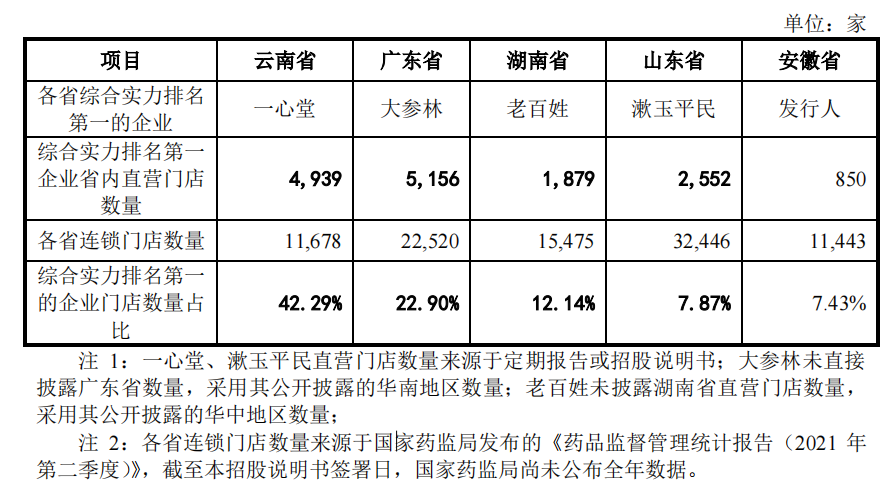 单位：家
项目 云南省 广东省 湖南省 山东省 安徽省
各省综合实力排名
第一的企业 一心堂 大参林 老百姓 漱玉平民 发行人
综合实力排名第一
企业省内直营门店
数量 4,939 5,156 1,879 2,552 850
各省连锁门店数量 11,678 22,520 15,475 32,446 11,443
综合实力排名第一
的企业门店数量占
比 42.29% 22.90% 12.14% 7.87% 7.43%
注 1：一心堂、漱玉平民直营门店数量来源于定期报告或招股说明书；大参林未直接
披露广东省数量，采用其公开披露的华南地区数量；老百姓未披露湖南省直营门店数量，
采用其公开披露的华中地区数量；
注 2：各省连锁门店数量来源于国家药监局发布的《药品监督管理统计报告（2021 年
第二季度）》，截至本招股说明书签署日，国家药监局尚未公布全年数据。